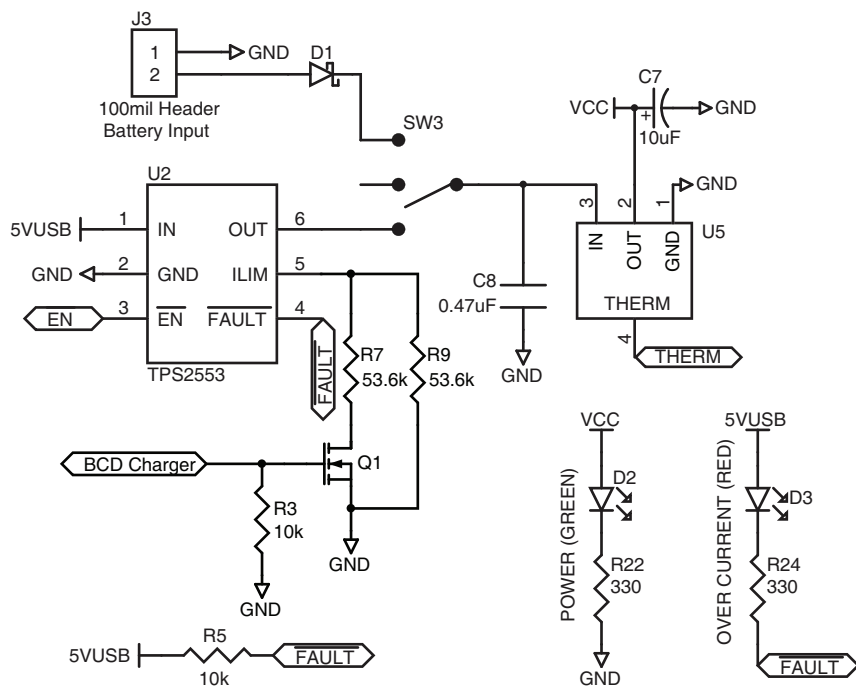 J3
1
GND
2
D1
100mil Header
Battery Input
SW3
C7
VCC
+
10uF
GND
U2
5VUSB
1
IN
OUT
6
GND
2
GND
ILIM
5
EN
3
EN
FAULT
4
FAULT
TPS2553
3
2
1
GND
U5
IN
OUT
GND
THERM
4
THERM
C8
0.47uF
GND
R7
53.6k
R9
53.6k
BCD Charger
Q1
R3
10k
GND
GND
VCC
D2
POWER (GREEN)
R22
330
GND
5VUSB
D3
OVER CURRENT (RED)
R24
330
FAULT
5VUSB
R5
10k
FAULT